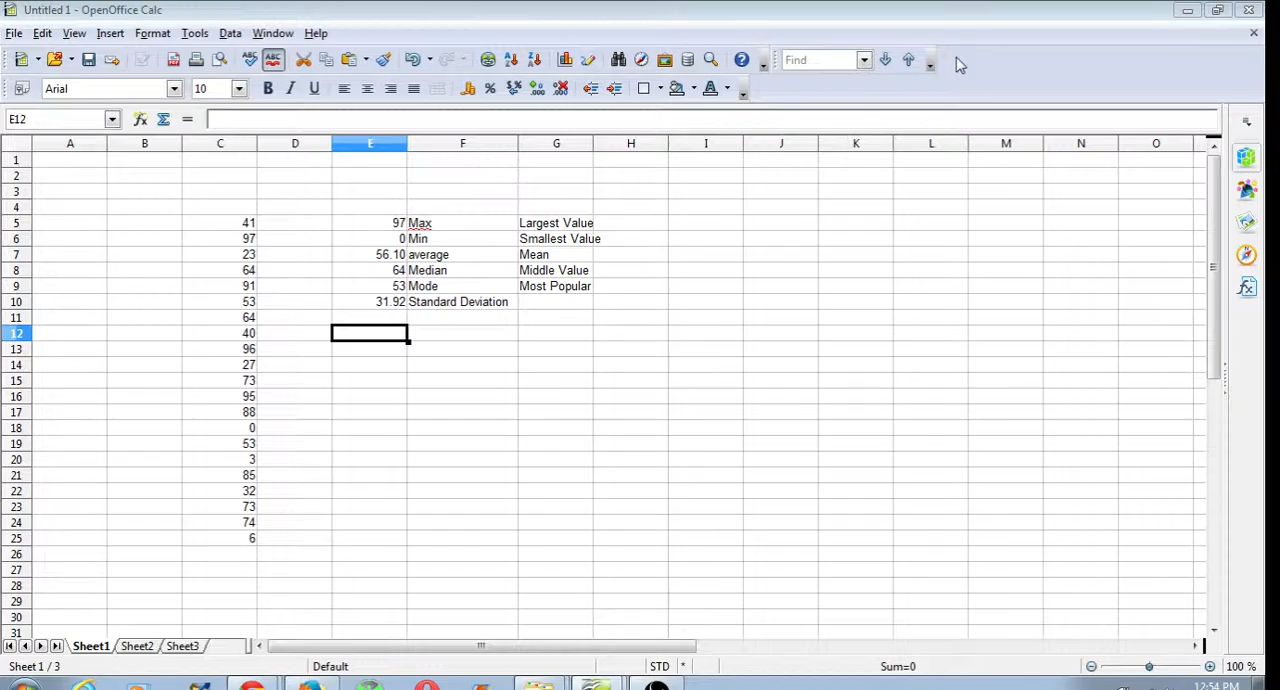 Untitled 1 - OpenOffice Calc
File Edit View Insert Format Tools Data Window Help
Find
Arial 10
E12
A B C D E F G H I J K L M N O
1
2
3
4
5 41 97 Max Largest Value
6 97 0 Min Smallest Value
7 23 56.10 average Mean
8 64 64 Median Middle Value
9 91 53 Mode Most Popular
10 53 31.92 Standard Deviation
11 64
12 40
13 96
14 27
15 73
16 95
17 88
18 0
19 53
20 3
21 85
22 32
23 73
24 74
25 6
26
27
28
29
30
31
Sheet1 Sheet2 Sheet3
Sheet 1 / 3 Default STD * Sum=0 100 %
12:54 PM